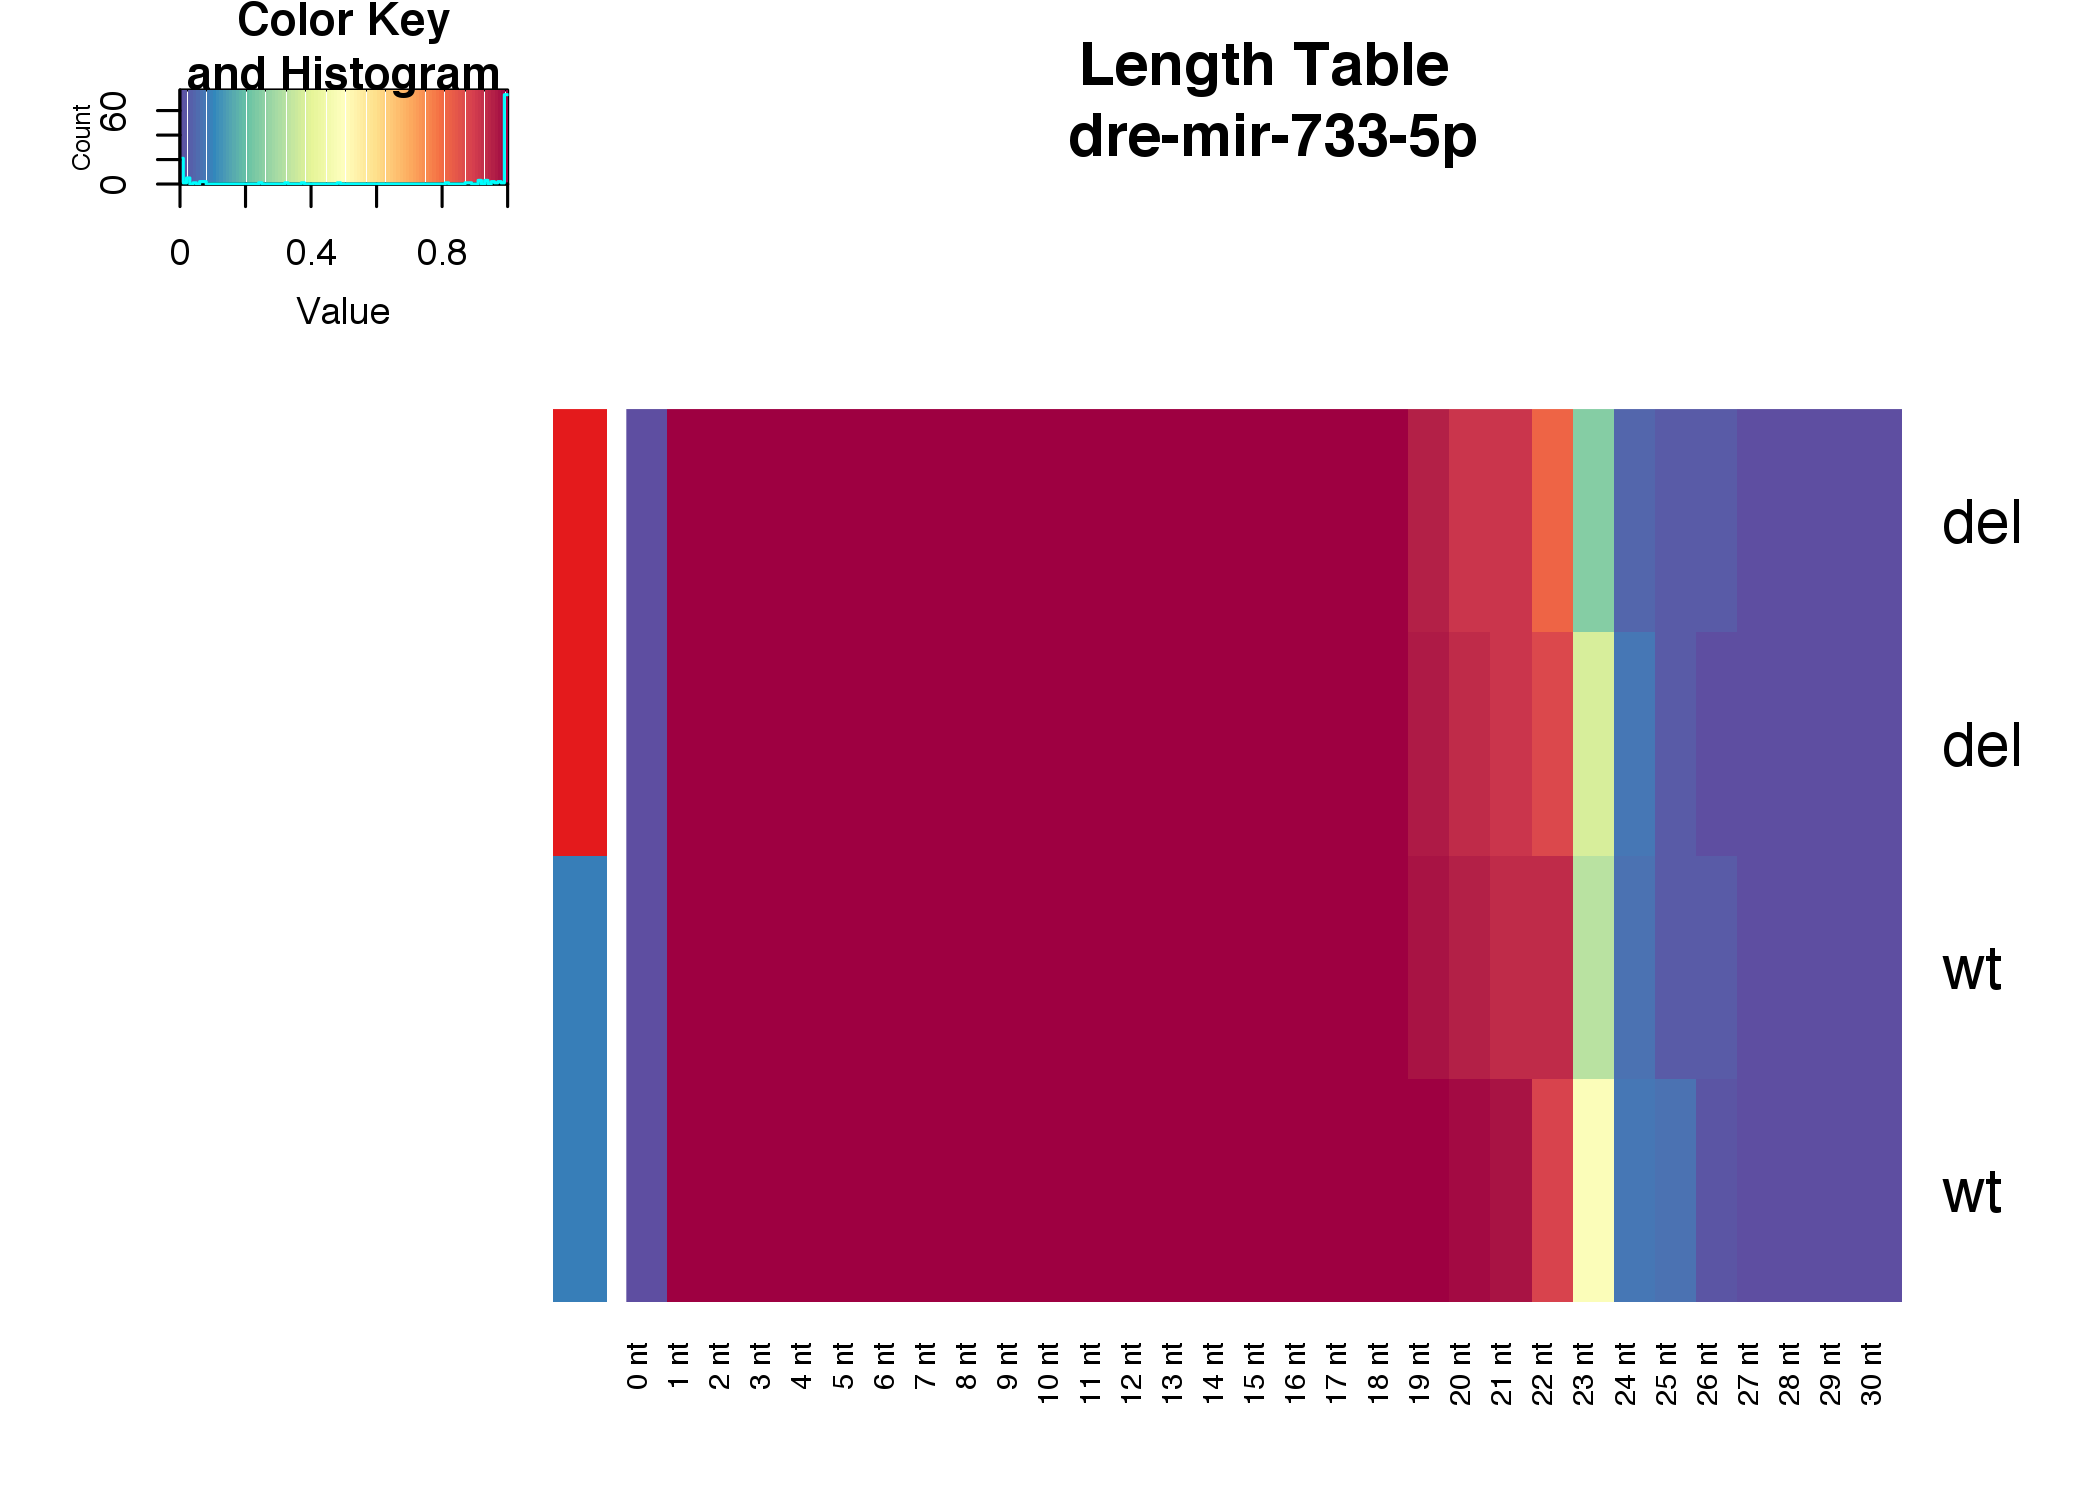 Color Key
and Histogram
Count
0
60
0
0.4
0.8
Value
Length Table
dre-mir-733-5p
del
del
wt
wt
0 nt
1 nt
2 nt
3 nt
4 nt
5 nt
6 nt
7 nt
8 nt
9 nt
10 nt
11 nt
12 nt
13 nt
14 nt
15 nt
16 nt
17 nt
18 nt
19 nt
20 nt
21 nt
22 nt
23 nt
24 nt
25 nt
26 nt
27 nt
28 nt
29 nt
30 nt